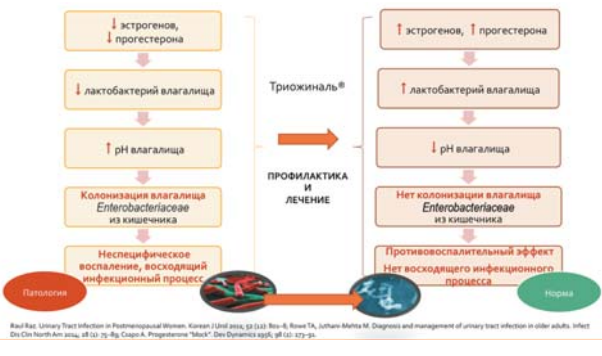 ↓ эстрогенов,
↓ прогестерона
↓ лактобактерий влагалища
↑ pH влагалища
Колонизация влагалища
Enterobacteriaceae
из кишечника
Неспецифическое
воспаление, восходящий
инфекционный процесс
Патология
Триожиналь®
ПРОФИЛАКТИКА
И
ЛЕЧЕНИЕ
↑ эстрогенов, ↑ прогестерона
↑ лактобактерий влагалища
↓ pH влагалища
Нет колонизации влагалища
Enterobacteriaceae
из кишечника
Противовоспалительный эффект
Нет восходящего инфекционного
процесса
Норма
Raul Raz. Urinary Tract Infection in Postmenopausal Women. Korean J Urol 2011, 52 (12): 801–8; Rowe TA, Juthani-Mehta M. Diagnosis and management of urinary tract infection in older adults. Infect
Dis Clin North Am 2014, 28 (1): 75–89; Csapo A. Progesterone "block". Dev Dynamics 1956; 98 (2): 273–91.